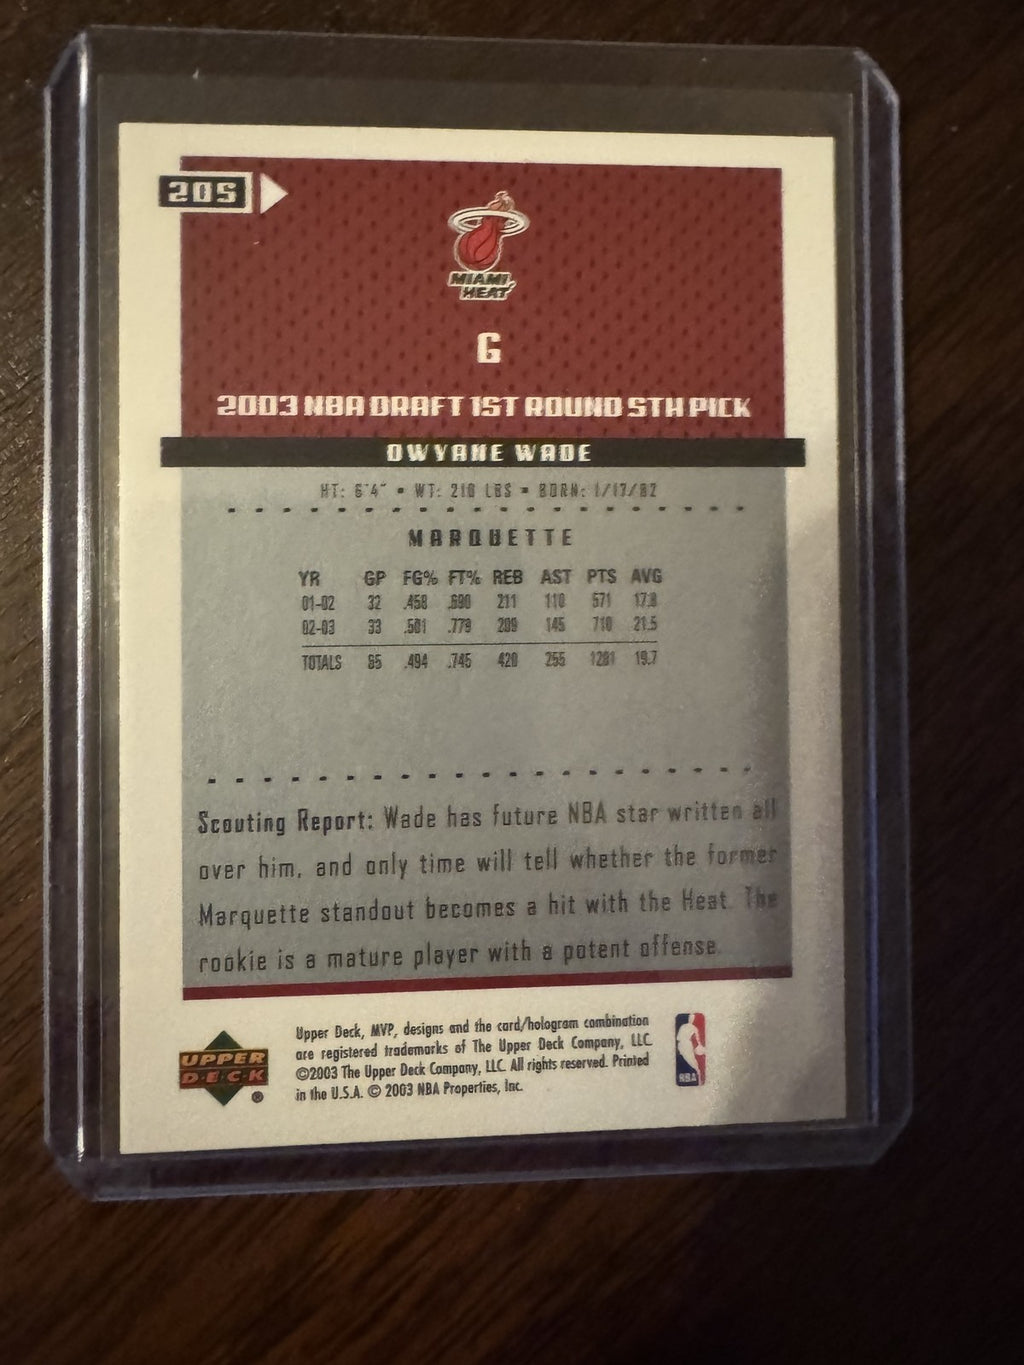 205
MIAMI
HEAT
G
2003 NBA DRAFT 1ST ROUND 5TH PICK
DWYANE WADE
HT: 6'4" • WT: 210 LBS • BORN: 1/17/82
MARQUETTE
YR GP FG% FT% REB AST PTS AVG
01-02 32 .458 .690 211 110 571 17.8
02-03 33 .501 .779 209 145 710 21.5
TOTALS 65 .494 .745 420 255 1281 19.7
Scouting Report: Wade has future NBA star written all
over him, and only time will tell whether the former
Marquette standout becomes a hit with the Heat. The
rookie is a mature player with a potent offense.
UPPER
DECK
®
Upper Deck, MVP, designs and the card/hologram combination
are registered trademarks of The Upper Deck Company, LLC.
©2003 The Upper Deck Company, LLC. All rights reserved. Printed
in the U.S.A. © 2003 NBA Properties, Inc.
NBA